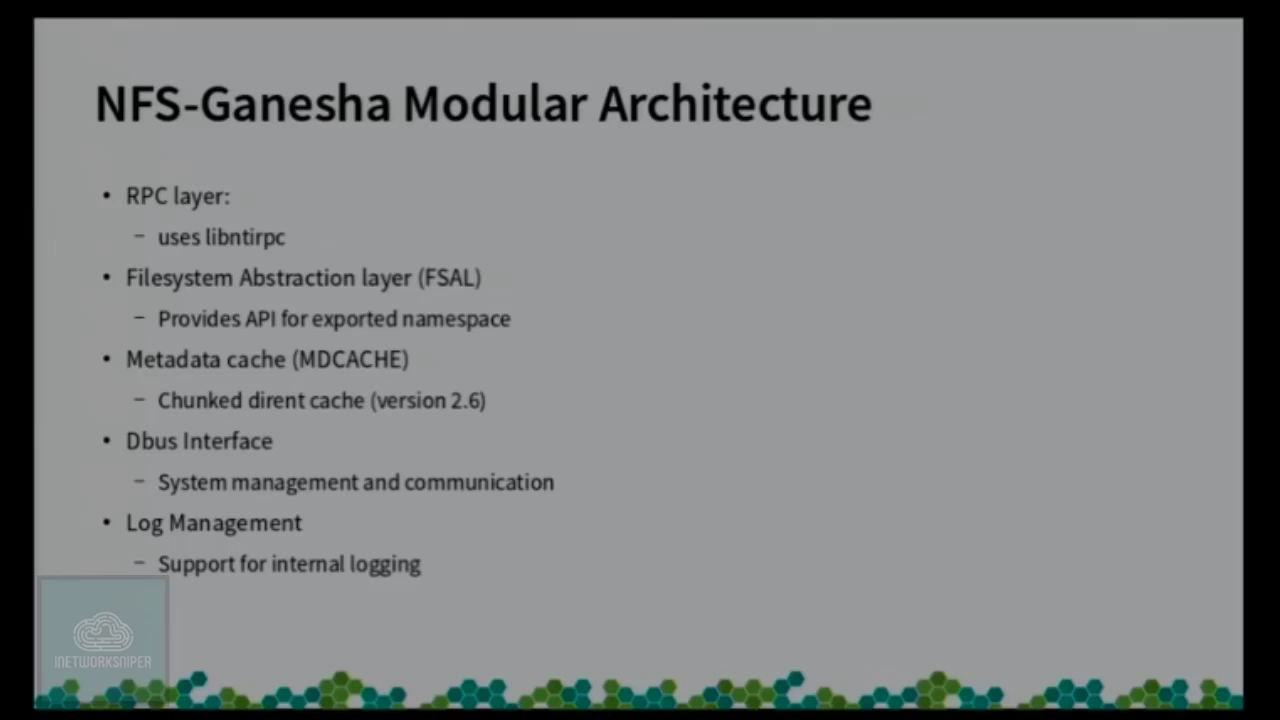 NFS-Ganesha Modular Architecture
• RPC layer:
– uses libntirpc
• Filesystem Abstraction layer (FSAL)
– Provides API for exported namespace
• Metadata cache (MDCACHE)
– Chunked dirent cache (version 2.6)
• Dbus Interface
– System management and communication
• Log Management
– Support for internal logging
INETWORKSNIPER